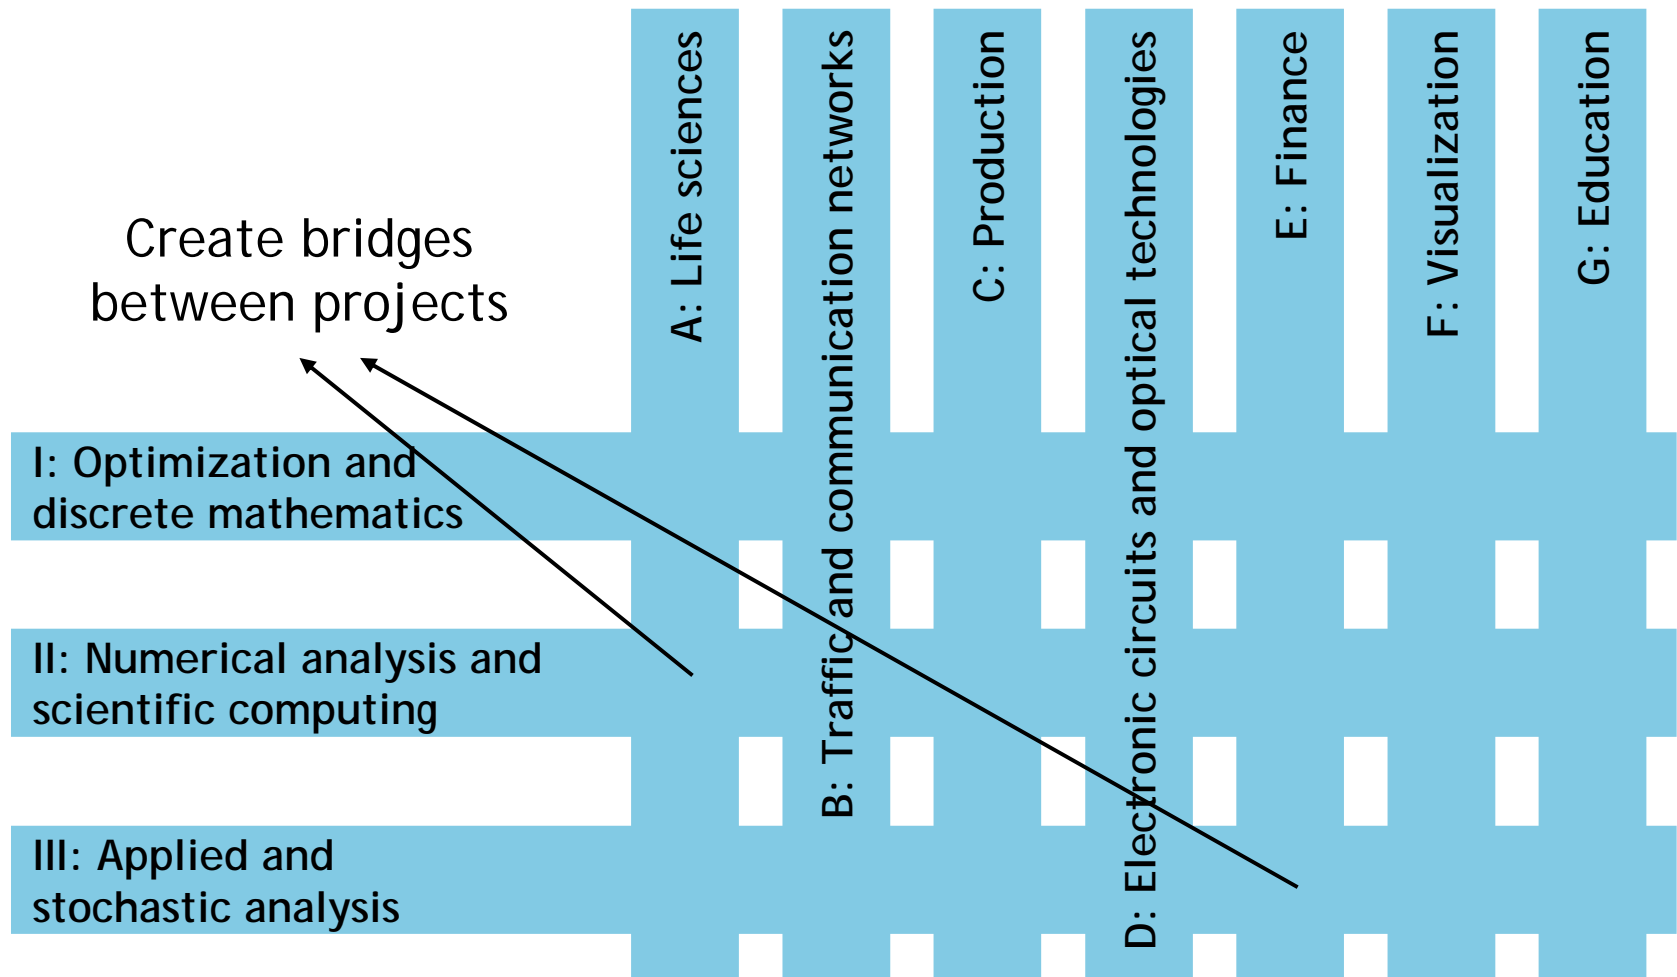 A: Life sciences
B: Traffic and communication networks
C: Production
D: Electronic circuits and optical technologies
E: Finance
F: Visualization
G: Education
Create bridges
between projects
I: Optimization and
discrete mathematics
II: Numerical analysis and
scientific computing
III: Applied and
stochastic analysis